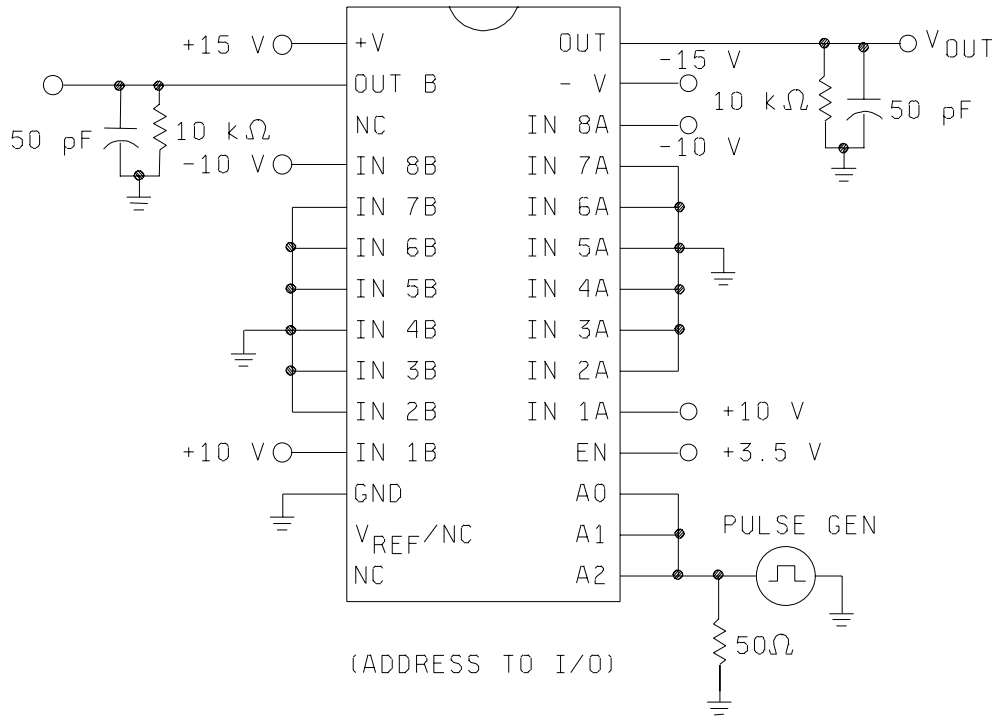 +15 V
+V
OUT
V OUT
-15 V
OUT B
- V
10 kΩ
50 pF
50 pF
10 kΩ
NC
IN 8A
-10 V
-10 V
IN 8B
IN 7A
IN 7B
IN 6A
IN 6B
IN 5A
IN 5B
IN 4A
IN 4B
IN 3A
IN 3B
IN 2A
IN 2B
IN 1A
+10 V
+10 V
IN 1B
EN
+3.5 V
GND
A0
PULSE GEN
VREF/NC
A1
NC
A2
50Ω
(ADDRESS TO I/O)